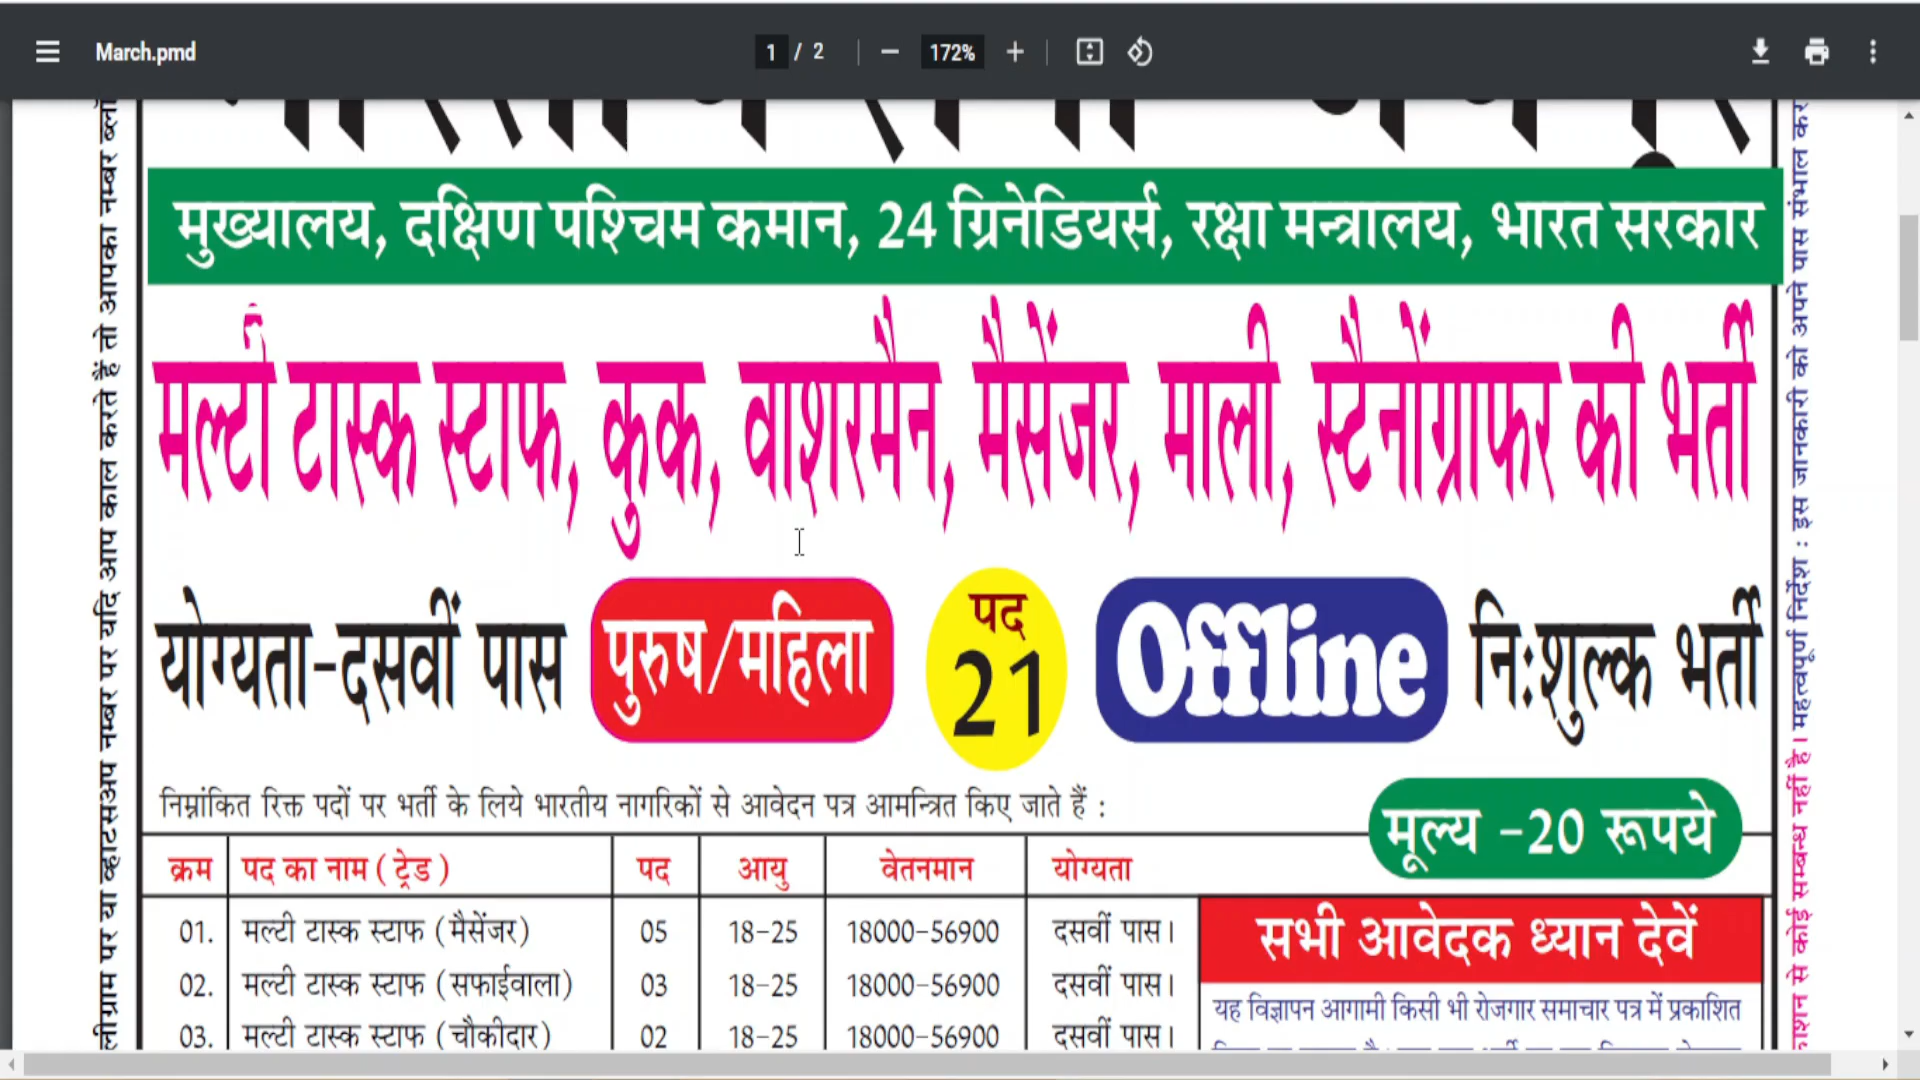 March.pmd
1 / 2
172%
मुख्यालय, दक्षिण पश्चिम कमान, 24 ग्रिनेडियर्स, रक्षा मन्त्रालय, भारत सरकार
मल्टी टास्क स्टाफ, कुक, वाशरमैन, मैसेंजर, माली, स्टैनोंग्राफर की भर्ती
योग्यता-दसवीं पास पुरुष/महिला पद 21 Offline निःशुल्क भर्ती
निम्नांकित रिक्त पदों पर भर्ती के लिये भारतीय नागरिकों से आवेदन पत्र आमन्त्रित किए जाते हैं :
मूल्य -20 रूपये
क्रम पद का नाम ( ट्रेड ) पद आयु वेतनमान योग्यता
01. मल्टी टास्क स्टाफ (मैसेंजर) 05 18-25 18000-56900 दसवीं पास।
02. मल्टी टास्क स्टाफ (सफाईवाला) 03 18-25 18000-56900 दसवीं पास।
03. मल्टी टास्क स्टाफ (चौकीदार) 02 18-25 18000-56900 दसवीं पास।
सभी आवेदक ध्यान देवें
यह विज्ञापन आगामी किसी भी रोजगार समाचार पत्र में प्रकाशित
पर या व्हाटसअप नम्बर पर यदि आप काल करते हैं तो आपका नम्बर
से कोई सम्बन्ध नहीं है। महत्वपूर्ण निर्देश : इस जानकारी को अपने पास संभाल कर